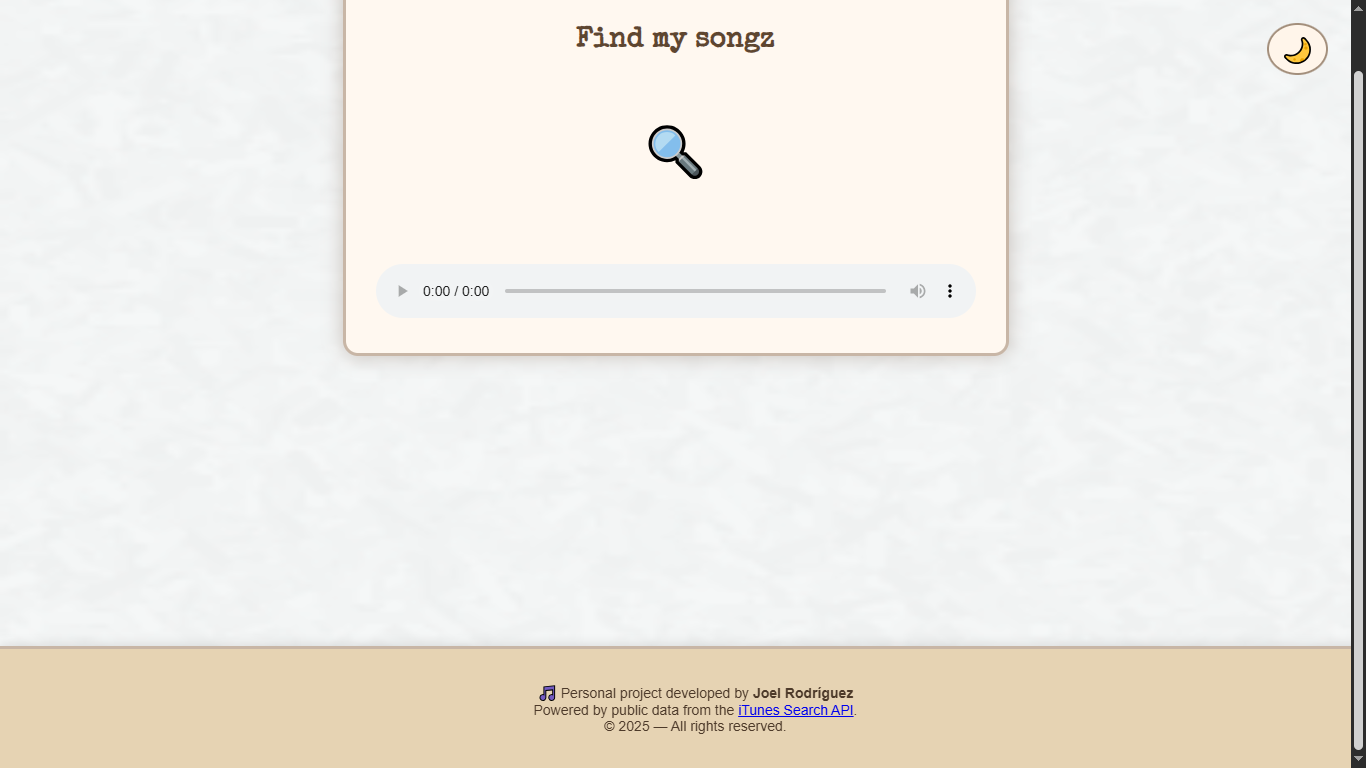 Find my songz
0:00 / 0:00
Personal project developed by Joel Rodríguez
Powered by public data from the iTunes Search API.
© 2025 — All rights reserved.